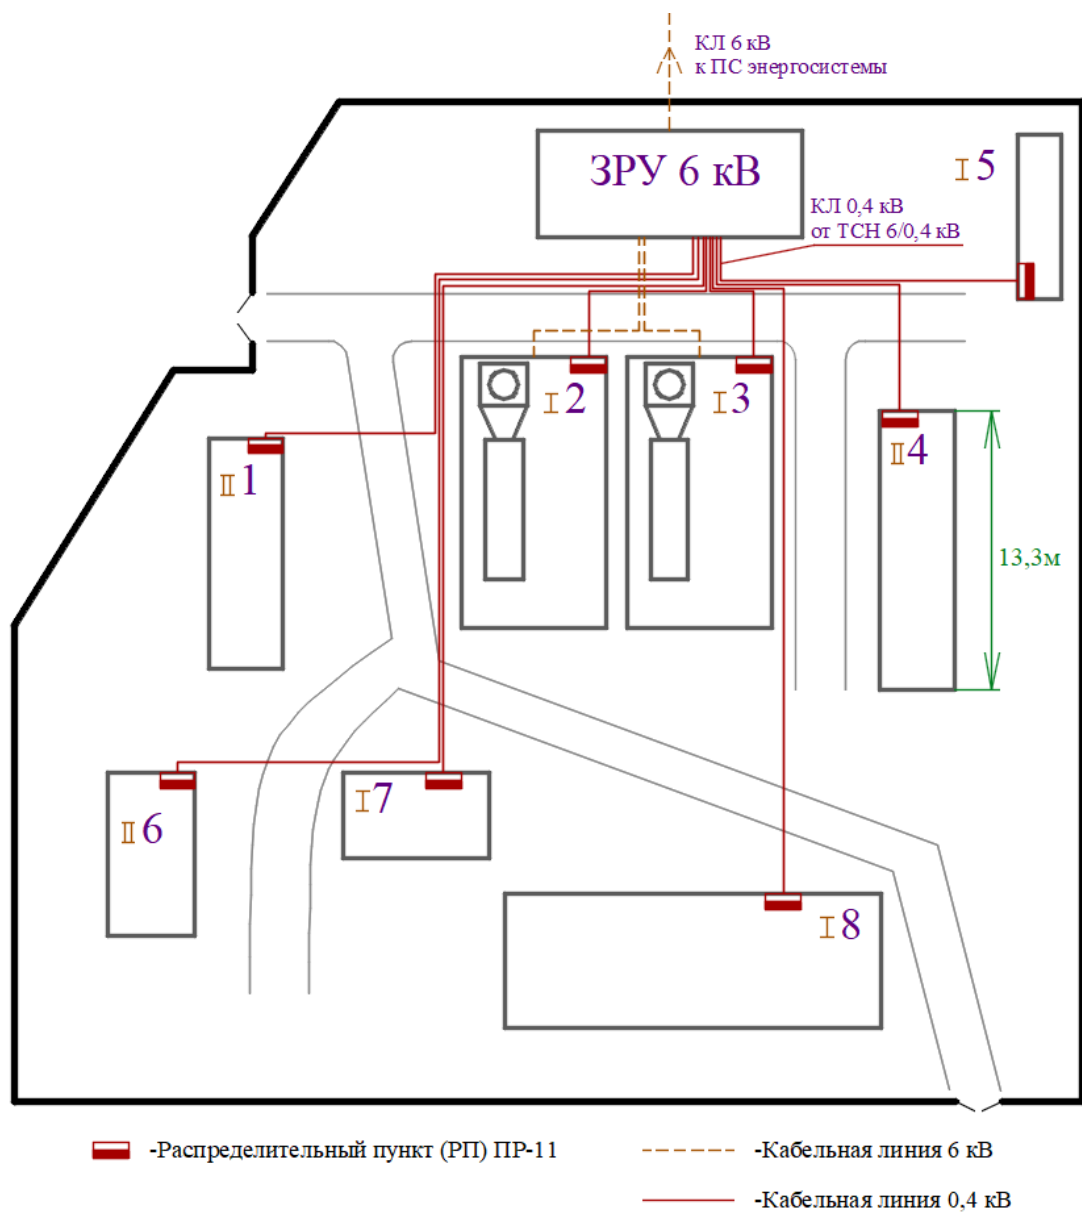 КЛ 6 кВ
к ПС энергосистемы
ЗРУ 6 кВ
I 5
КЛ 0,4 кВ
от ТСН 6/0,4 кВ
I 2
I 3
II 4
II 1
13,3м
II 6
I 7
I 8
-Распределительный пункт (РП) ПР-11
-Кабельная линия 6 кВ
-Кабельная линия 0,4 кВ